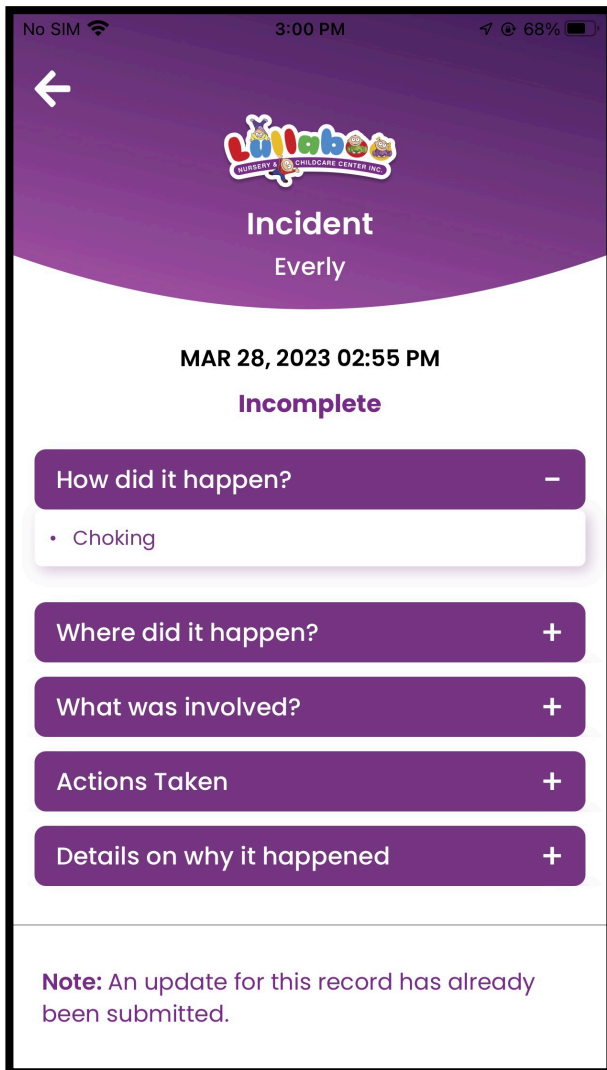 No SIM 3:00 PM 68%
Lullaboo
NURSERY & CHILDCARE CENTER INC.
Incident
Everly
MAR 28, 2023 02:55 PM
Incomplete
How did it happen? −
• Choking
Where did it happen? +
What was involved? +
Actions Taken +
Details on why it happened +
Note: An update for this record has already
been submitted.